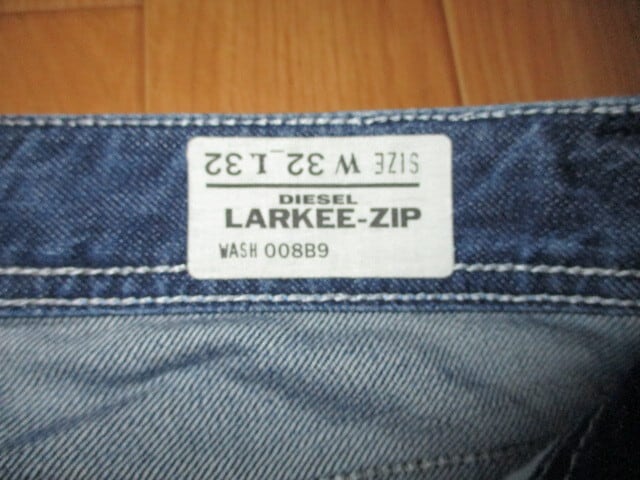 SIZE W 32_L 32
DIESEL
LARKEE-ZIP
WASH 008B9